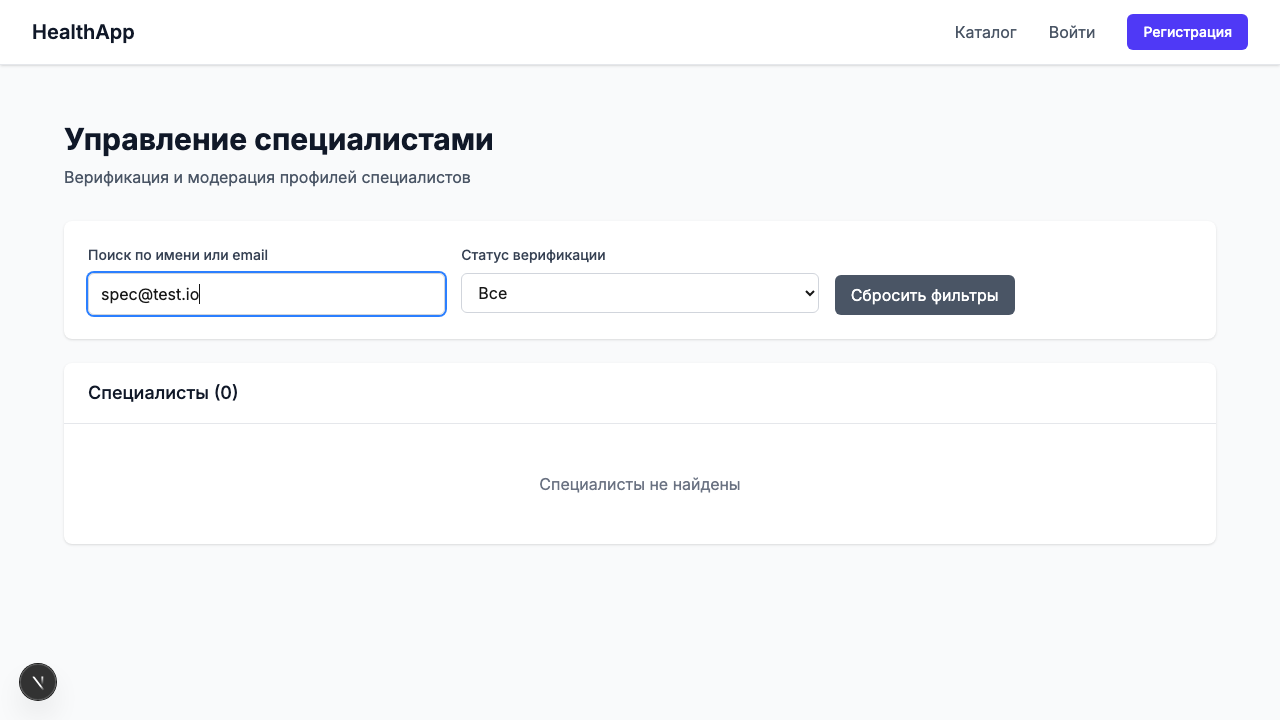 HealthApp
Каталог
Войти
Регистрация
Управление специалистами
Верификация и модерация профилей специалистов
Поиск по имени или email
Статус верификации
spec@test.io
Все
Сбросить фильтры
Специалисты (0)
Специалисты не найдены